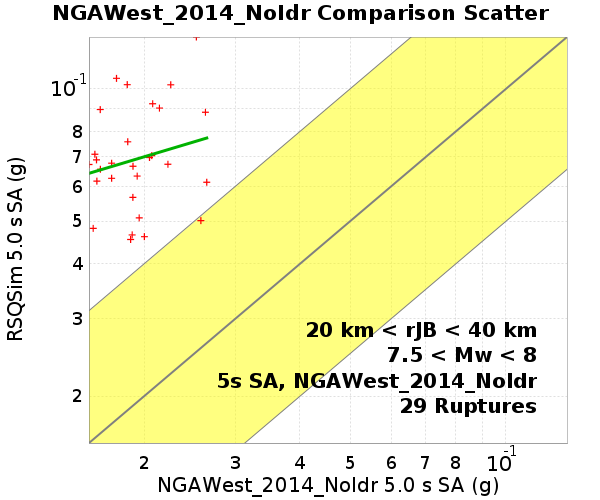 NGAWest_2014_NoIdr Comparison Scatter
RSQSim 5.0 s SA (g)
10⁻¹
8
7
6
5
4
3
2
20 km < rJB < 40 km
7.5 < Mw < 8
5s SA, NGAWest_2014_NoIdr
29 Ruptures
2 3 4 5 6 7 8 10⁻¹
NGAWest_2014_NoIdr 5.0 s SA (g)